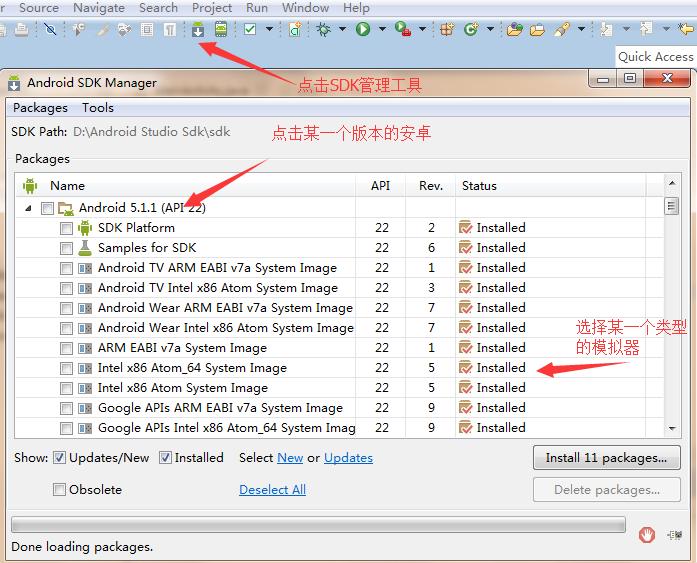 Source Navigate Search Project Run Window Help
Quick Access
点击SDK管理工具
Android SDK Manager
Packages Tools
SDK Path: D:\Android Studio Sdk\sdk
点击某一个版本的安卓
Packages
Name API Rev. Status
Android 5.1.1 (API 22)
SDK Platform 22 2 Installed
Samples for SDK 22 6 Installed
Android TV ARM EABI v7a System Image 22 1 Installed
Android TV Intel x86 Atom System Image 22 3 Installed
Android Wear ARM EABI v7a System Image 22 7 Installed
Android Wear Intel x86 Atom System Image 22 7 Installed
ARM EABI v7a System Image 22 1 Installed
Intel x86 Atom_64 System Image 22 5 Installed
Intel x86 Atom System Image 22 5 Installed
Google APIs ARM EABI v7a System Image 22 9 Installed
Google APIs Intel x86 Atom_64 System Imag 22 9 Installed
选择某一个类型
的模拟器
Show: Updates/New Installed Select New or Updates Install 11 packages...
Obsolete Deselect All Delete packages...
Done loading packages.